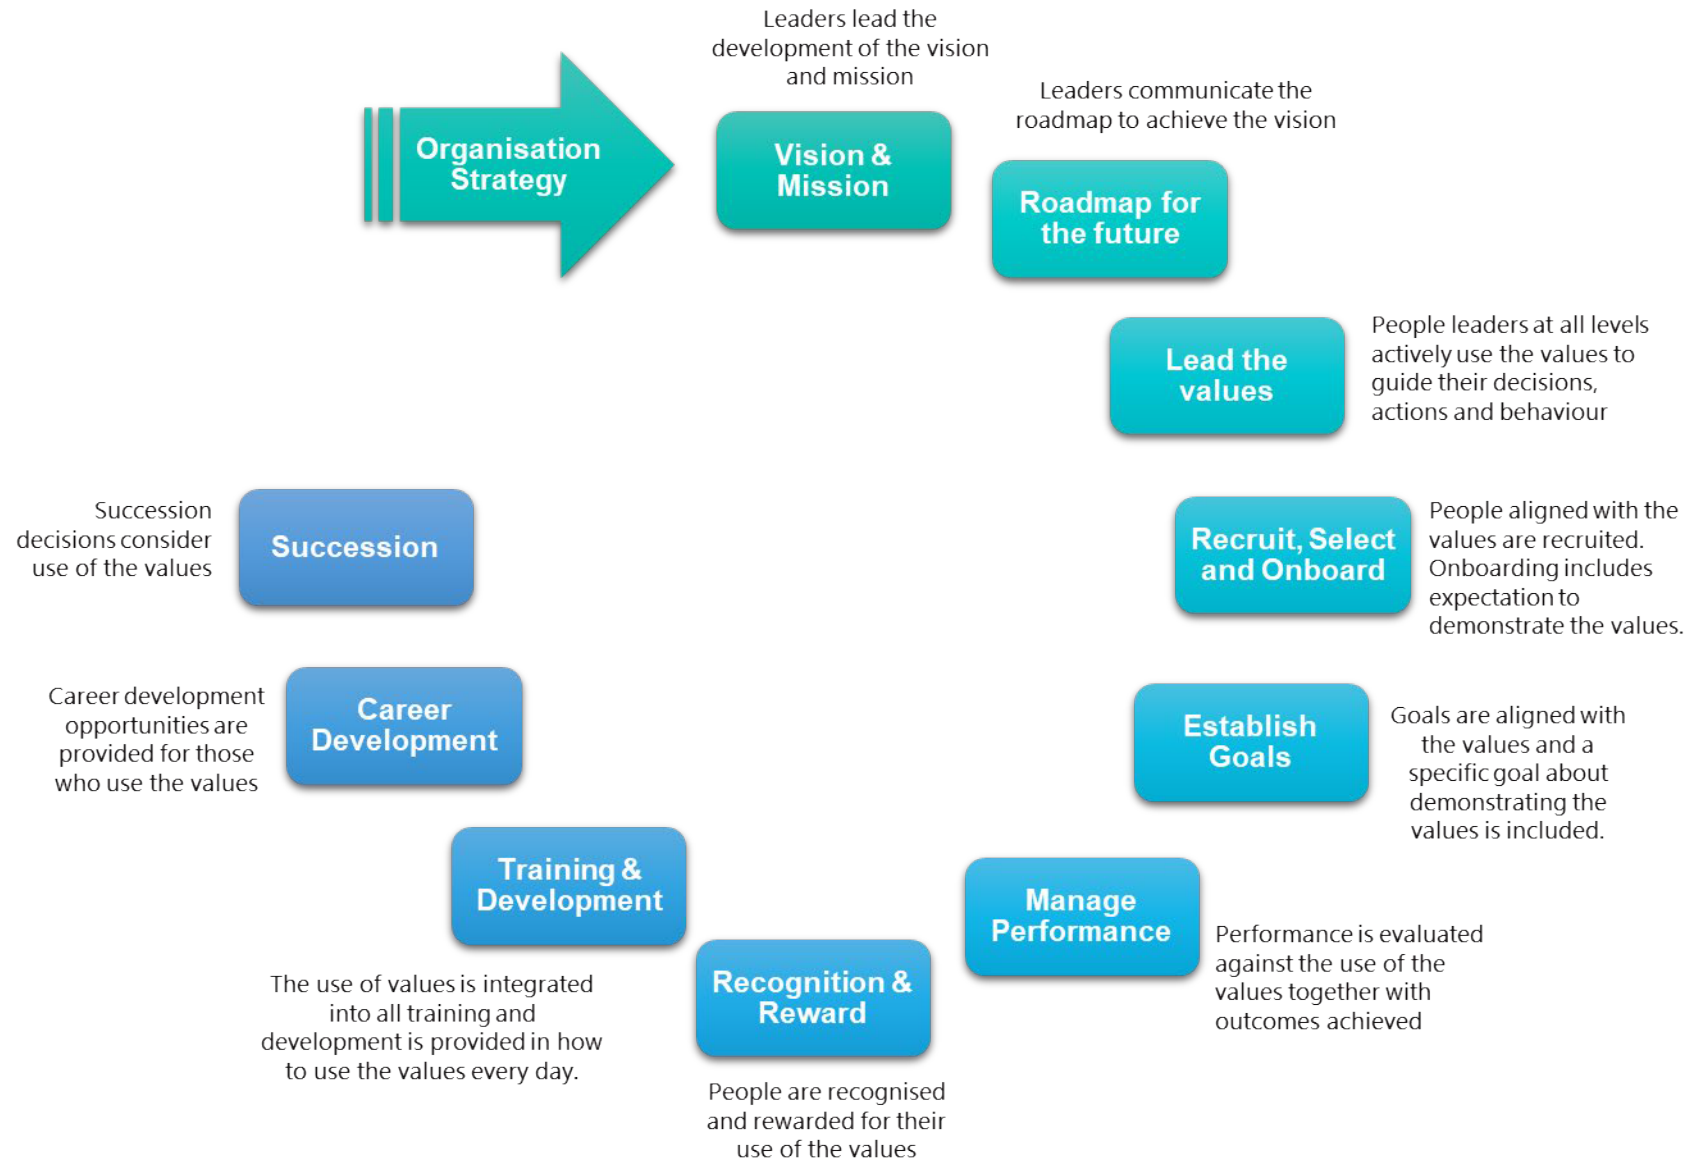 Leaders lead the
development of the vision
and mission
Organisation
Strategy
Vision &
Mission
Leaders communicate the
roadmap to achieve the vision
Roadmap for
the future
Lead the
values
People leaders at all levels
actively use the values to
guide their decisions,
actions and behaviour
Recruit, Select
and Onboard
People aligned with the
values are recruited.
Onboarding includes
expectation to
demonstrate the values.
Establish
Goals
Goals are aligned with
the values and a
specific goal about
demonstrating the
values is included.
Manage
Performance
Performance is evaluated
against the use of the
values together with
outcomes achieved
Recognition &
Reward
People are recognised
and rewarded for their
use of the values
Training &
Development
The use of values is integrated
into all training and
development is provided in how
to use the values every day.
Career
Development
Career development
opportunities are
provided for those
who use the values
Succession
Succession
decisions consider
use of the values